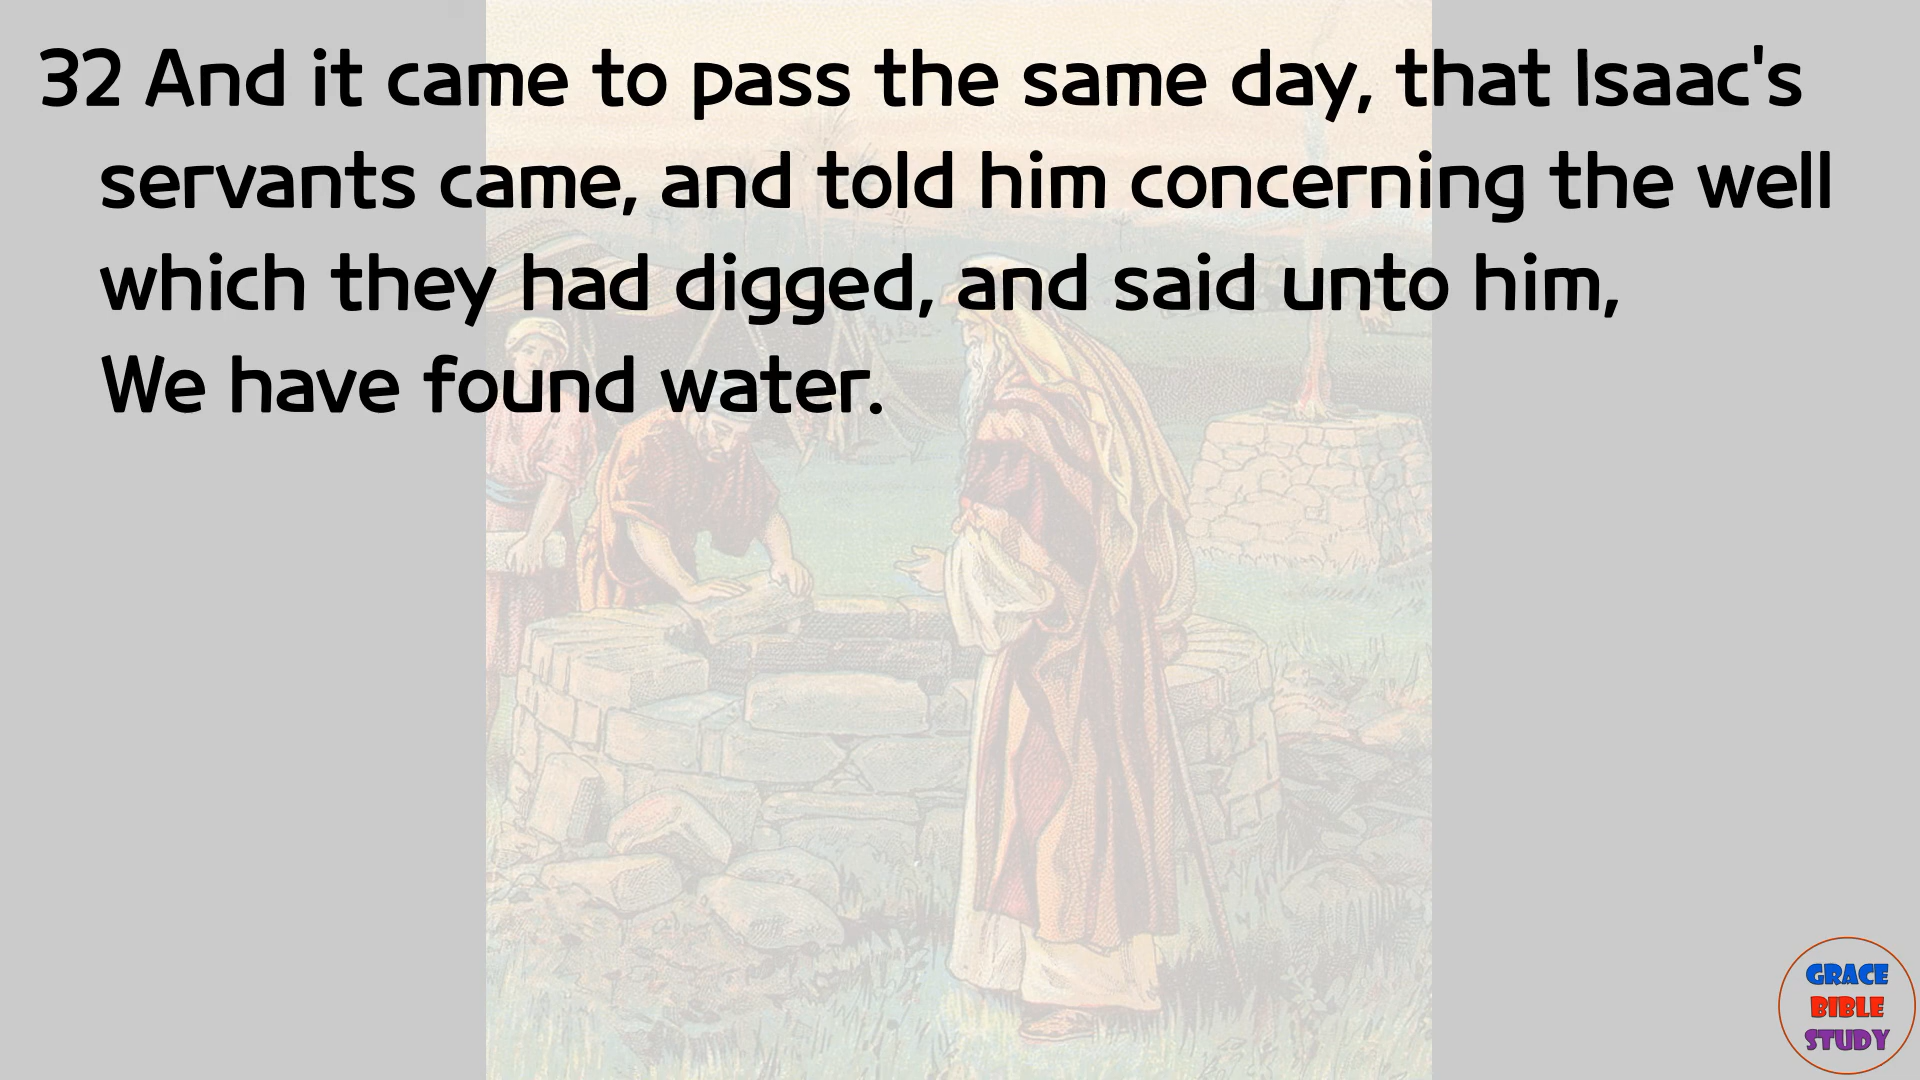 32 And it came to pass the same day, that Isaac's
servants came, and told him concerning the well
which they had digged, and said unto him,
We have found water.
GRACE
BIBLE
STUDY